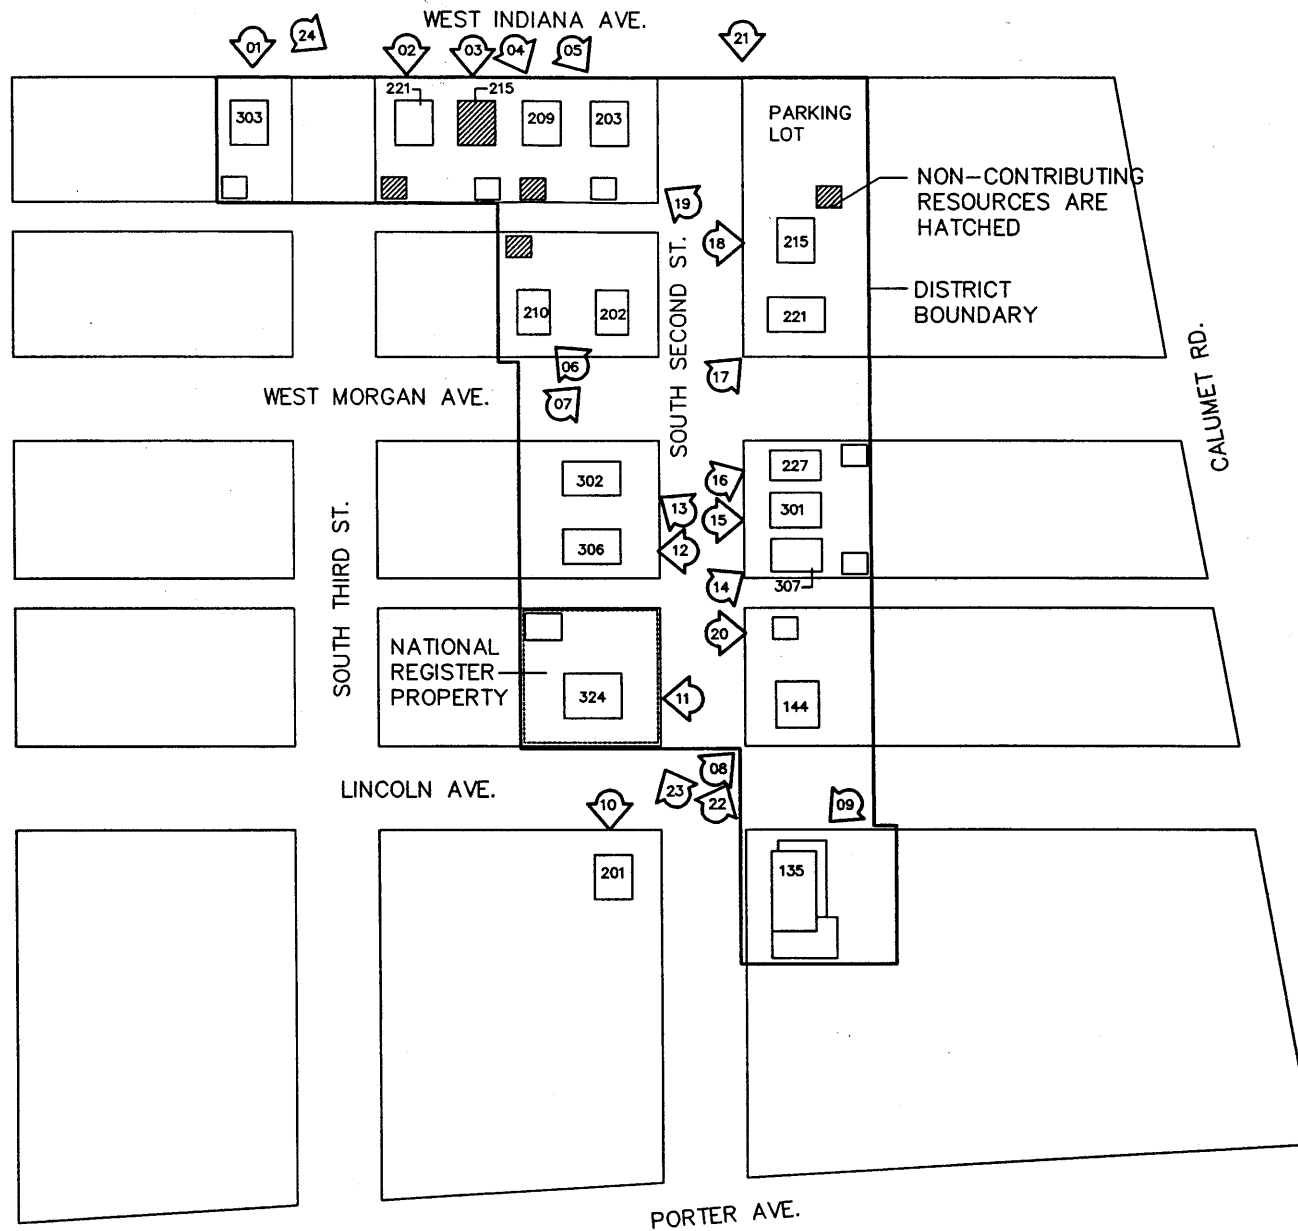 WEST INDIANA AVE.
01
24
02
03
04
05
21
221
215
303
209
203
PARKING
LOT
NON-CONTRIBUTING
RESOURCES ARE
HATCHED
19
18
215
DISTRICT
BOUNDARY
210
202
221
SOUTH SECOND ST.
06
17
07
WEST MORGAN AVE.
CALUMET RD.
302
227
16
13
15
301
306
12
14
307
SOUTH THIRD ST.
20
NATIONAL
REGISTER
PROPERTY
324
11
144
08
LINCOLN AVE.
23
22
10
09
201
135
PORTER AVE.